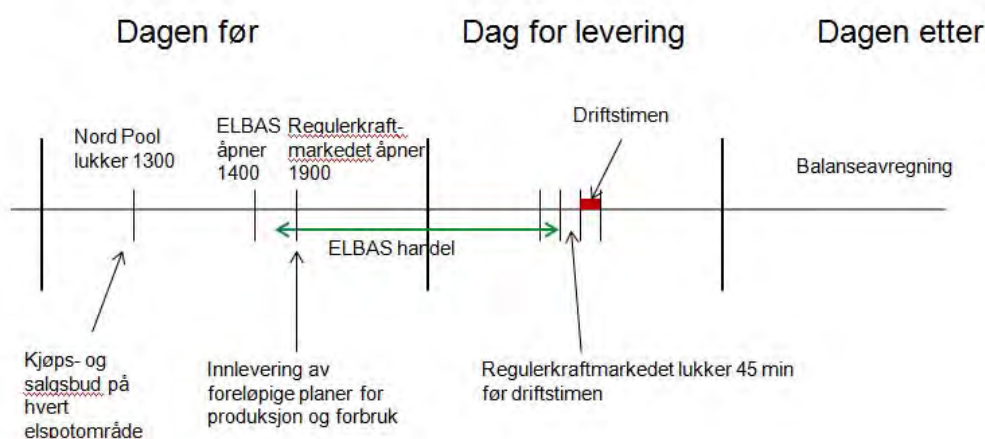 Dagen før
Dag for levering
Dagen etter
Driftstimen
Nord Pool
lukker 1300
ELBAS
åpner
1400
Regulerkraft-
markedet åpner
1900
Balanseavregning
ELBAS handel
Kjøps- og
salgsbud på
hvert
elspotområde
Innlevering av
foreløpige planer for
produksjon og forbruk
Regulerkraftmarkedet lukker 45 min
før driftstimen